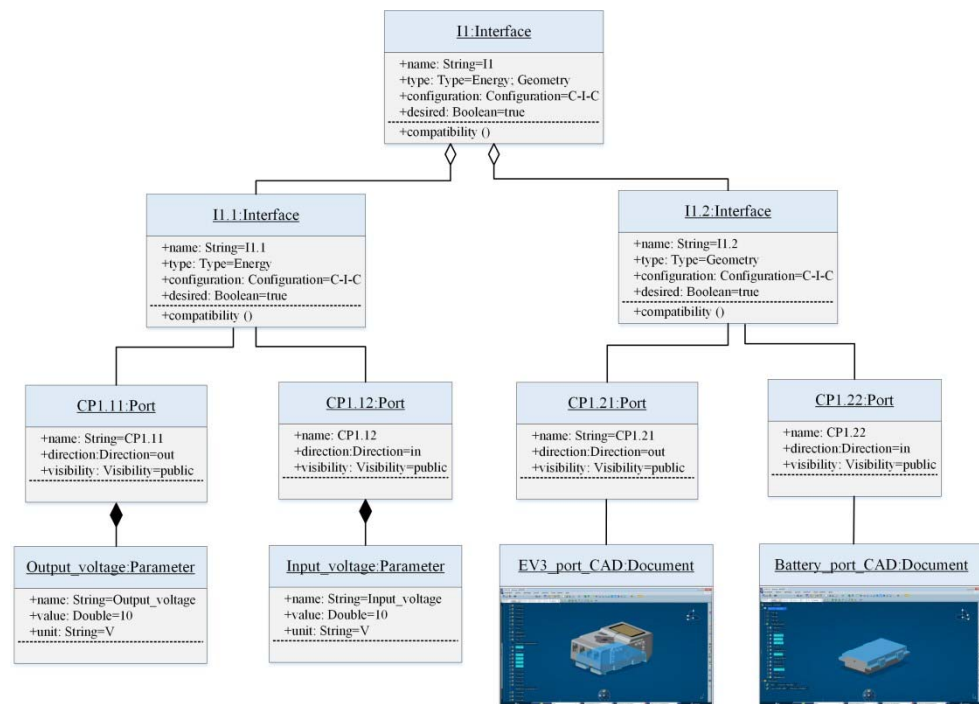 I1:Interface
+name: String=I1
+type: Type=Energy; Geometry
+configuration: Configuration=C-I-C
+desired: Boolean=true
+compatibility ()
I1.1:Interface
+name: String=I1.1
+type: Type=Energy
+configuration: Configuration=C-I-C
+desired: Boolean=true
+compatibility ()
I1.2:Interface
+name: String=I1.2
+type: Type=Geometry
+configuration: Configuration=C-I-C
+desired: Boolean=true
+compatibility ()
CP1.11:Port
+name: String=CP1.11
+direction:Direction=out
+visibility: Visibility=public
CP1.12:Port
+name: CP1.12
+direction:Direction=in
+visibility: Visibility=public
CP1.21:Port
+name: String=CP1.21
+direction:Direction=out
+visibility: Visibility=public
CP1.22:Port
+name: CP1.22
+direction:Direction=in
+visibility: Visibility=public
Output_voltage:Parameter
+name: String=Output_voltage
+value: Double=10
+unit: String=V
Input_voltage:Parameter
+name: String=Input_voltage
+value: Double=10
+unit: String=V
EV3_port_CAD:Document
Battery_port_CAD:Document